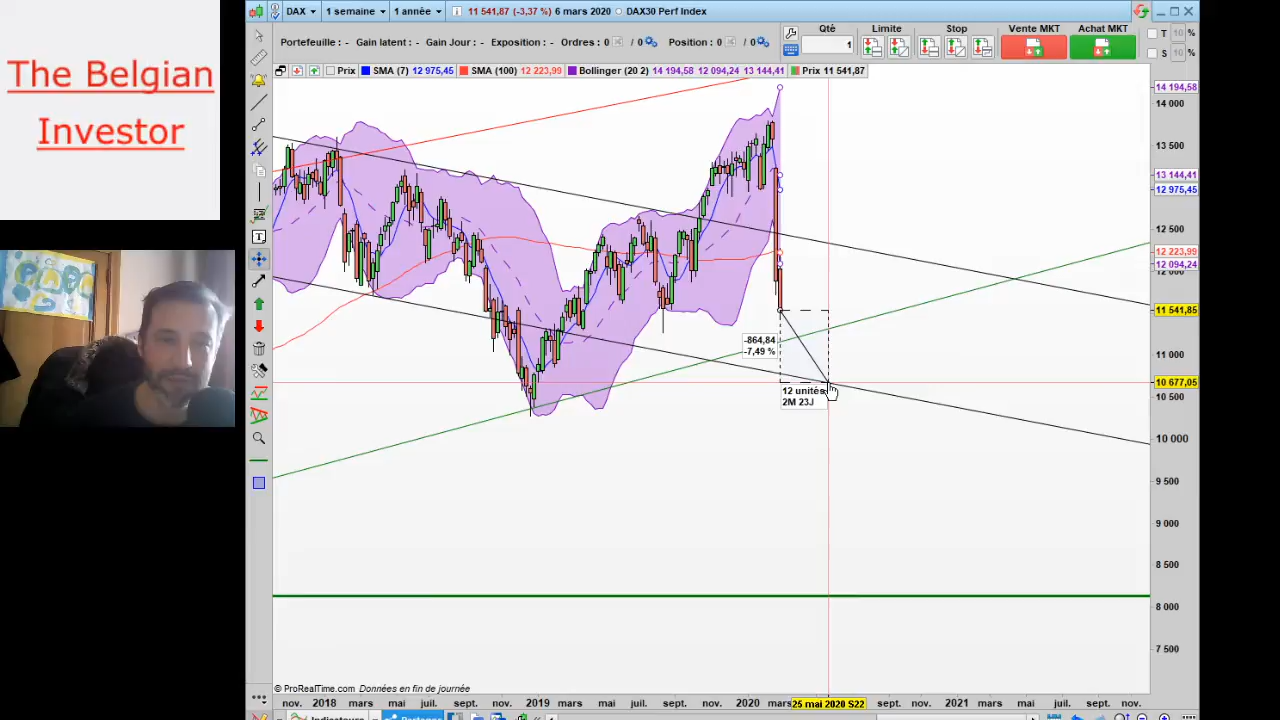 The Belgian
Investor
DAX 1 semaine 1 année 11 541,87 (-3,37 %) 6 mars 2020 DAX30 Perf Index
Portefeuille : - Gain latent : - Gain Jour : - Exposition : - Ordres : 0 / 0 Position : 0 / 0
Qté
1
Limite
Stop
Vente MKT
Achat MKT
T 10 %
S 10 %
Prix SMA (7) 12 975,45 SMA (100) 12 223,99 Bollinger (20 2) 14 194,58 12 094,24 13 144,41 Prix 11 541,87
14 194,58
14 000
13 500
13 144,41
12 975,45
12 500
12 223,99
12 094,24
12 000
11 541,85
11 000
10 677,05
10 500
10 000
9 500
9 000
8 500
8 000
7 500
-864,84
-7,49 %
12 unités
2M 23J
© ProRealTime.com Données en fin de journée
nov. 2018 mars mai juil. sept. nov. 2019 mars mai juil. sept. nov. 2020 mars 25 mai 2020 S22 sept. nov. 2021 mars mai juil. sept. nov.
Indicateurs
Partager